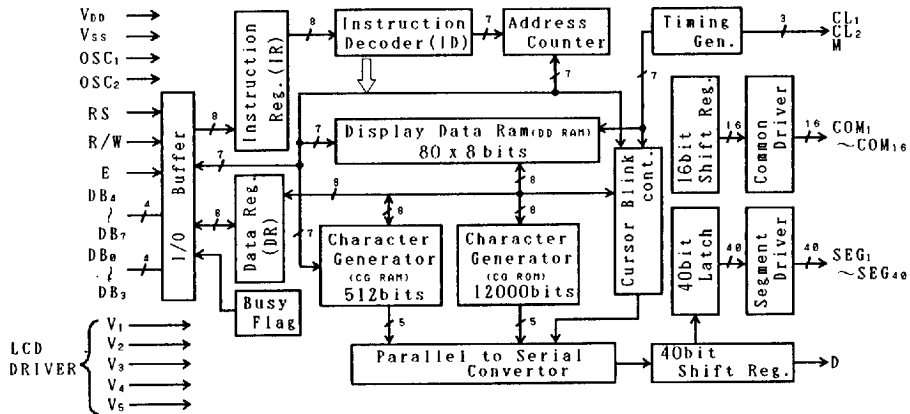 VDD
VSS
OSC1
OSC2
RS
R/W
E
DB4
DB7
4
DB0
DB3
4
I/O Buffer
8
7
8
Instruction
Reg.(IR)
8
Instruction
Decoder(ID)
7
Address
Counter
7
Timing
Gen.
3
CL1
CL2
M
7
Display Data Ram(DD RAM)
80 x 8 bits
7
8
8
Data Reg.
(DR)
7
8
8
Character
Generator
(CG RAM)
512bits
Character
Generator
(CG ROM)
12000bits
Cursor Blink
cont.
16bit
Shift Reg.
16
Common
Driver
16
COM1
~COM16
40bit
Latch
40
Segment
Driver
40
SEG1
~SEG40
Busy
Flag
5
5
Parallel to Serial
Convertor
40bit
Shift Reg.
D
LCD
DRIVER
V1
V2
V3
V4
V5